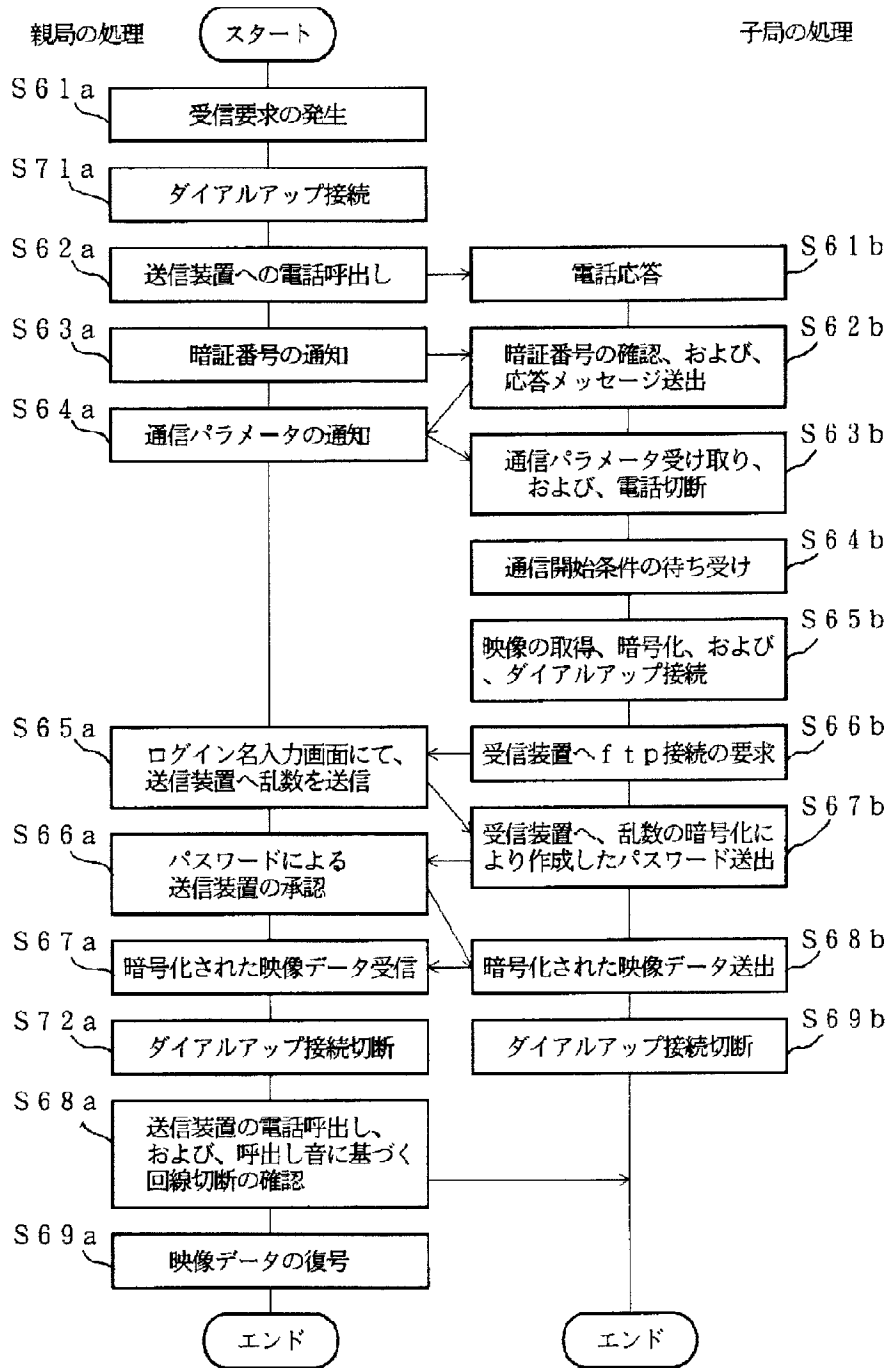 親局の処理
スタート
子局の処理
S61a
受信要求の発生
S71a
ダイアルアップ接続
S62a
送信装置への電話呼出し
S61b
電話応答
S63a
暗証番号の通知
S62b
暗証番号の確認、および、
応答メッセージ送出
S64a
通信パラメータの通知
S63b
通信パラメータ受け取り、
および、電話切断
S64b
通信開始条件の待ち受け
S65b
映像の取得、暗号化、および
、ダイアルアップ接続
S65a
ログイン名入力画面にて、
送信装置へ乱数を送信
S66b
受信装置へftp接続の要求
S67b
受信装置へ、乱数の暗号化に
より作成したパスワード送出
S66a
パスワードによる
送信装置の承認
S67a
暗号化された映像データ受信
S68b
暗号化された映像データ送出
S72a
ダイアルアップ接続切断
S69b
ダイアルアップ接続切断
S68a
送信装置の電話呼出し、
および、呼出し音に基づく
回線切断の確認
S69a
映像データの復号
エンド
エンド